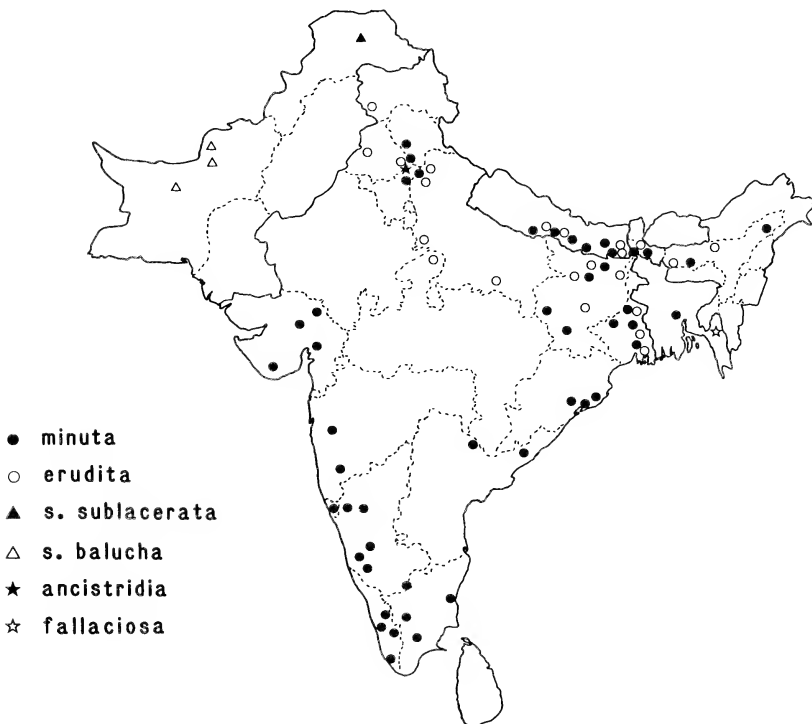 minuta
erudita
s. sublacerata
s. balucha
ancistridia
fallaciosa